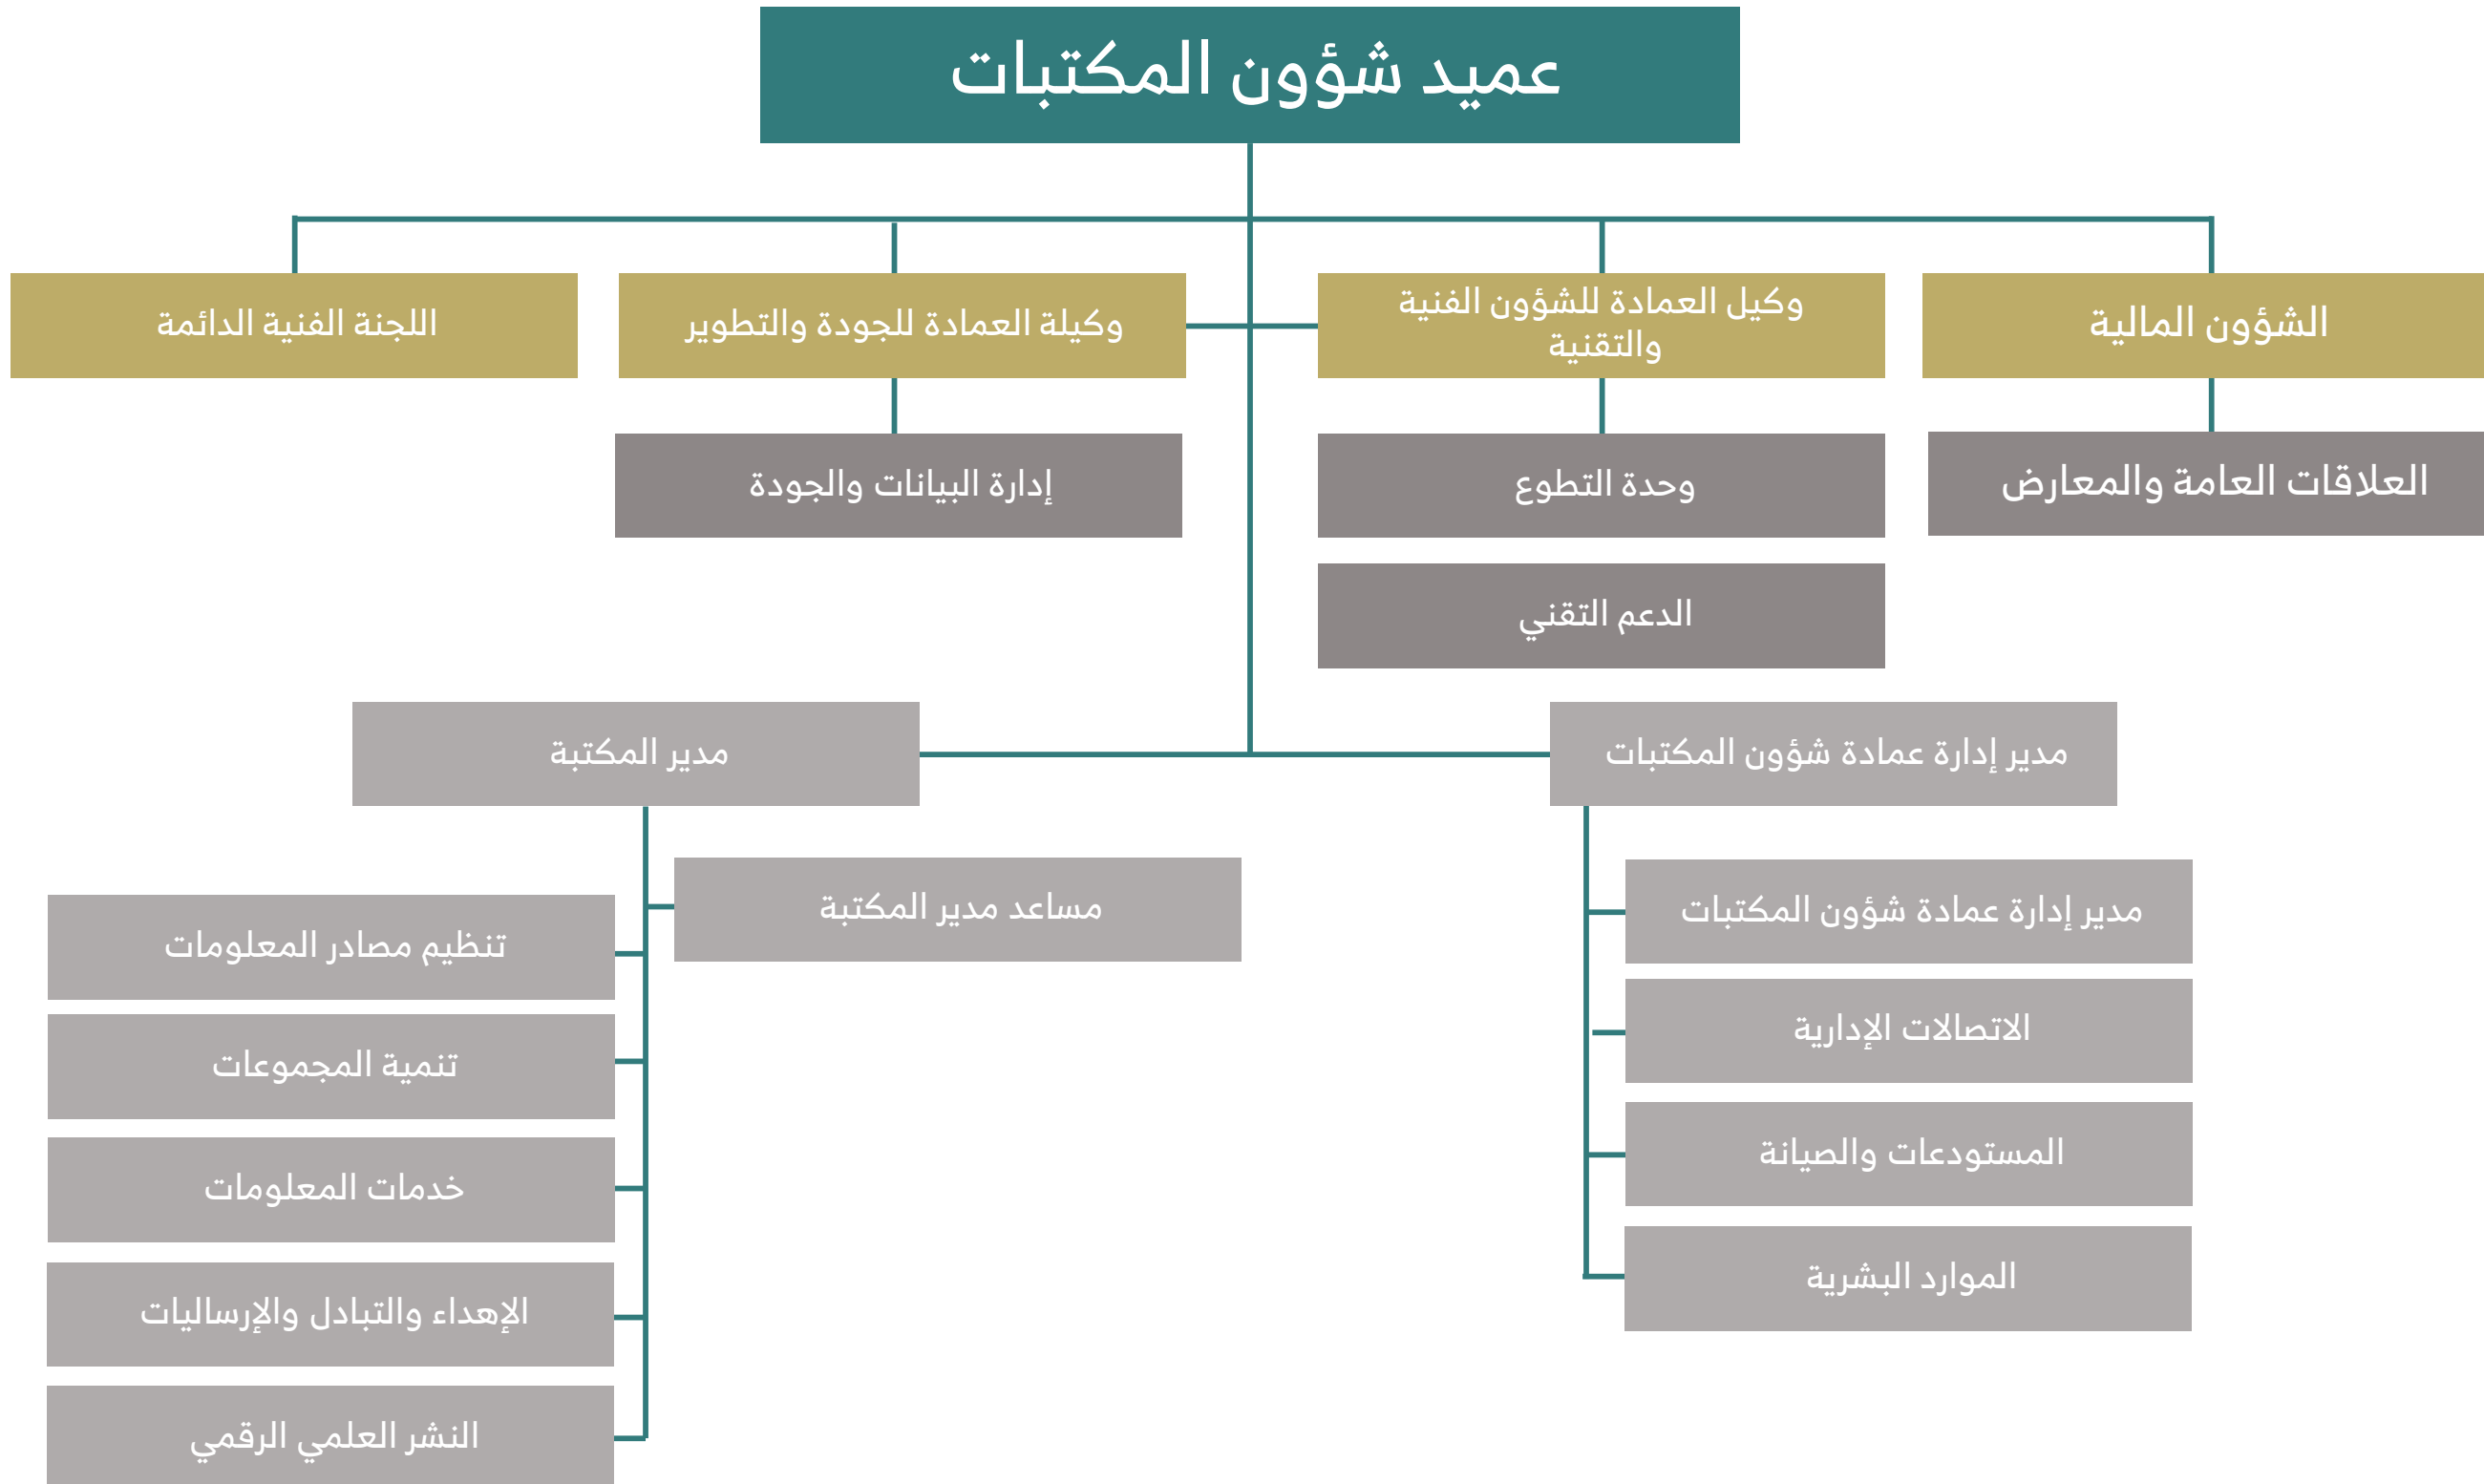 عميد شؤون المكتبات
الشؤون المالية
وكيل العمادة للشؤون الفنية
والتقنية
وكيلة العمادة للجودة والتطوير
اللجنة الفنية الدائمة
العلاقات العامة والمعارض
وحدة التطوع
إدارة البيانات والجودة
الدعم التقني
مدير إدارة عمادة شؤون المكتبات
مدير المكتبة
مدير إدارة عمادة شؤون المكتبات
الاتصالات الإدارية
المستودعات والصيانة
الموارد البشرية
مساعد مدير المكتبة
تنظيم مصادر المعلومات
تنمية المجموعات
خدمات المعلومات
الإهداء والتبادل والإرساليات
النشر العلمي الرقمي